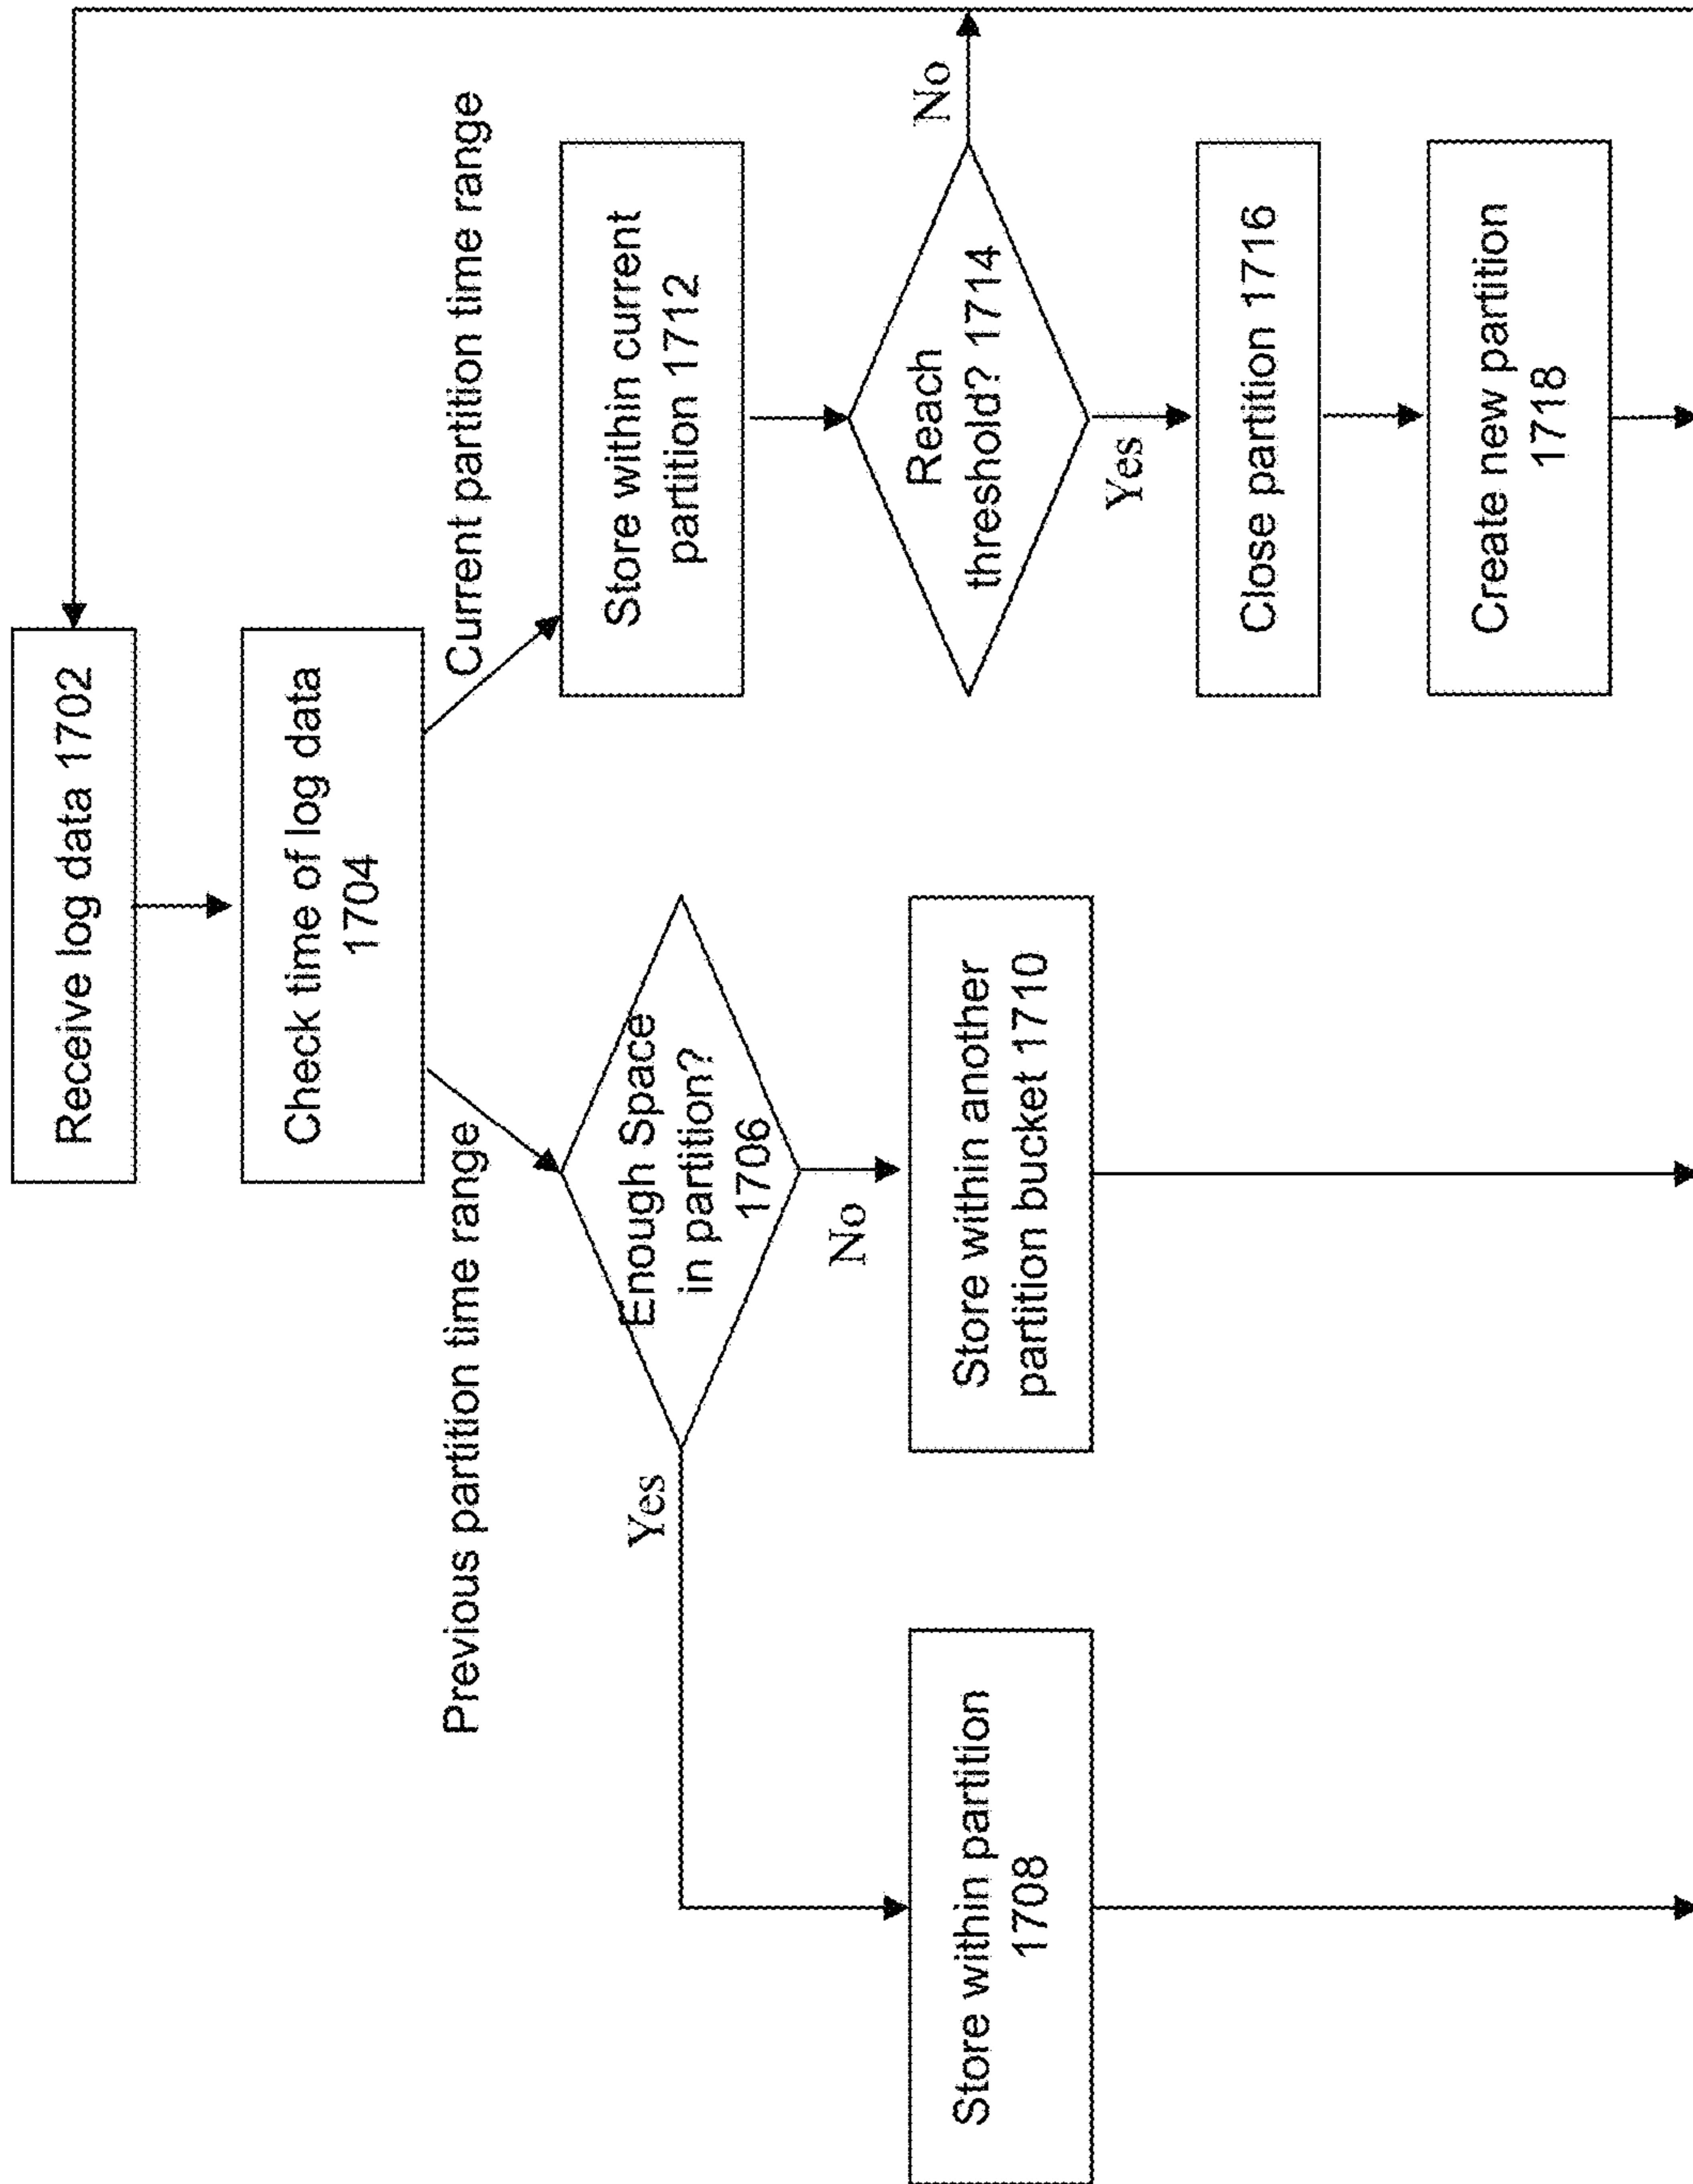 Receive log data 1702
Check time of log data
1704
Previous partition time range
Current partition time range
Enough Space
in partition?
1706
Yes
No
Store within partition
1708
Store within another
partition bucket 1710
Store within current
partition 1712
Reach
threshold? 1714
No
Yes
Close partition 1716
Create new partition
1718